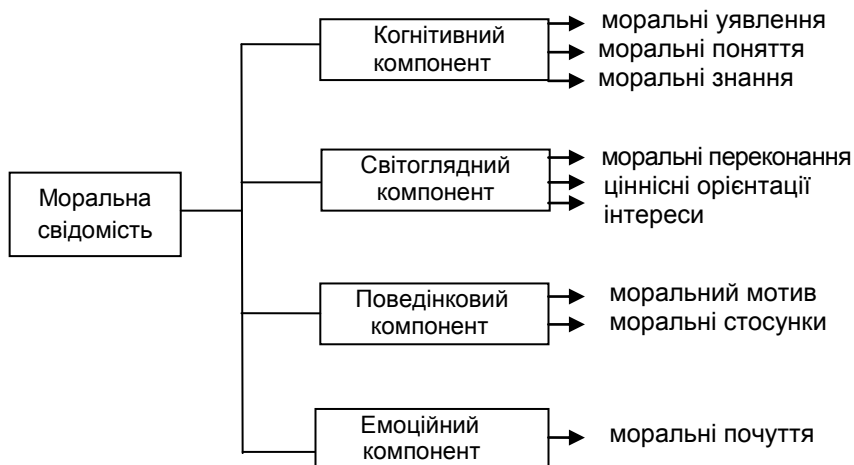 Моральна
свідомість
Когнітивний
компонент
моральні уявлення
моральні поняття
моральні знання
Світоглядний
компонент
моральні переконання
ціннісні орієнтації
інтереси
Поведінковий
компонент
моральний мотив
моральні стосунки
Емоційний
компонент
моральні почуття